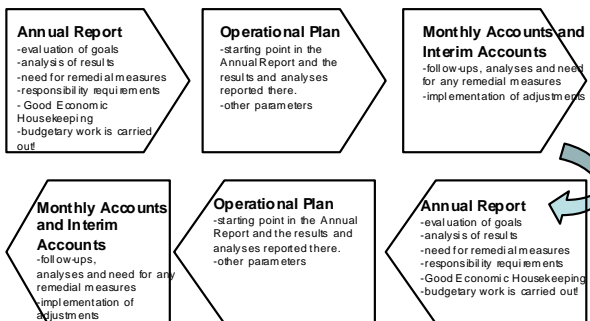 Annual Report
-evaluation of goals
-analysis of results
-need for remedial measures
-responsibility requirements
- Good Economic
Housekeeping
-budgetary work is carried
out!
Operational Plan
-starting point in the
Annual Report and the
results and analyses
reported there.
-other parameters
Monthly Accounts and
Interim Accounts
-follow-ups, analyses and need
for any remedial measures
-implementation of adjustments
Monthly Accounts
and Interim
Accounts
-follow-ups,
analyses and need for any
remedial measures
-implementation of
adjustments
Operational Plan
-starting point in the Annual
Report and the results and
analyses reported there.
-other parameters
Annual Report
-evaluation of goals
-analysis of results
-need for remedial measures
-responsibility requirements
-Good Economic Housekeeping
-budgetary work is carried out!